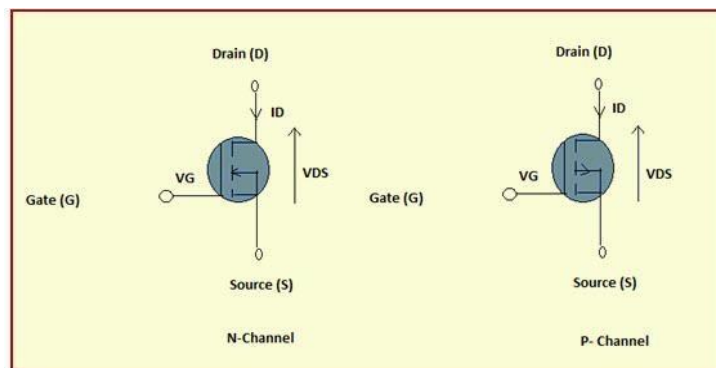 Drain (D)
ID
VG
VDS
Gate (G)
Source (S)
N-Channel
Drain (D)
ID
VG
VDS
Gate (G)
Source (S)
P- Channel